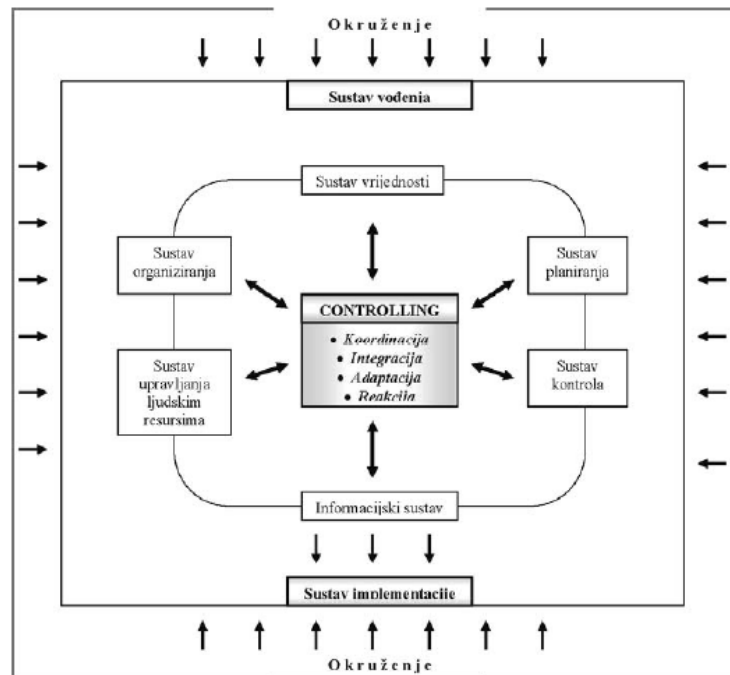 Okruženje
Sustav vođenja
Sustav vrijednosti
Sustav
organiziranja
Sustav
planiranja
CONTROLLING
• Koordinacija
• Integracija
• Adaptacija
• Reakcija
Sustav
upravljanja
ljudskim
resursima
Sustav
kontrola
Informacijski sustav
Sustav implementacije
Okruženje